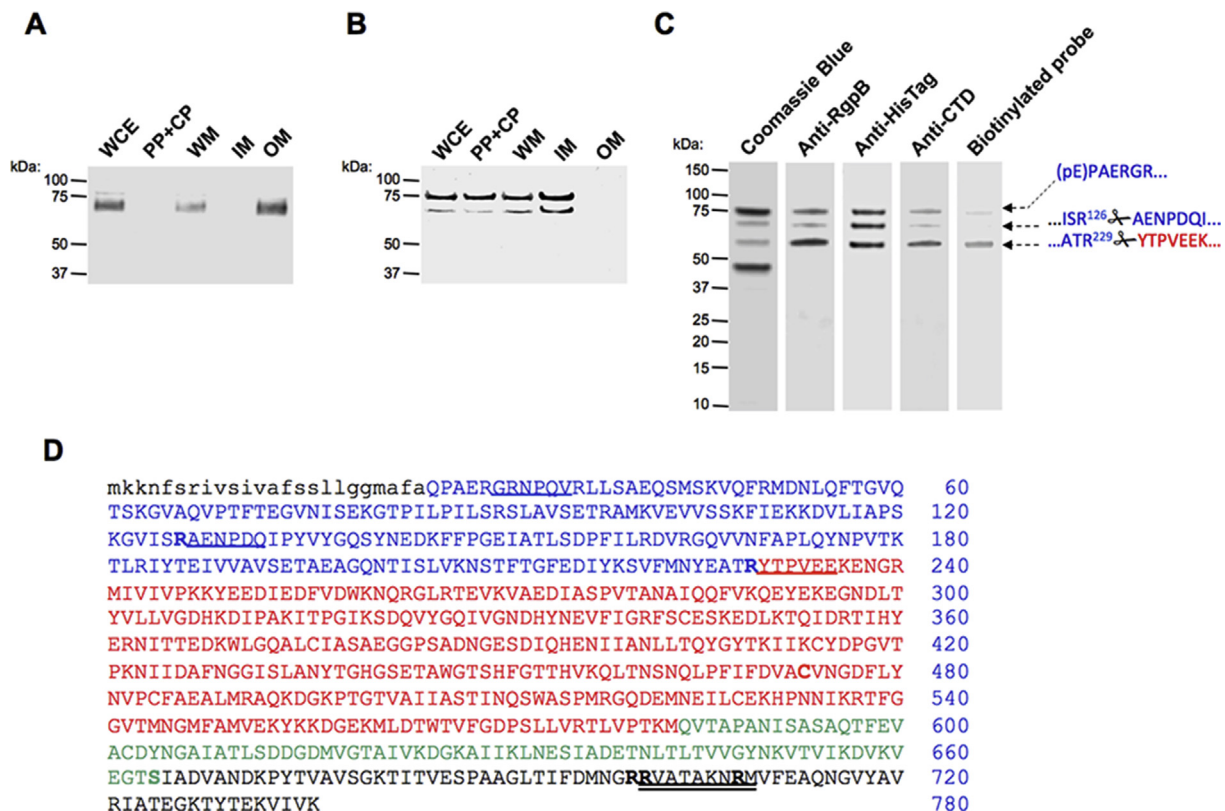 A
B
C
WCE
PP+CP
WM
IM
OM
kDa:
100
75
50
37
WCE
PP+CP
WM
IM
OM
kDa:
100
75
50
37
Coomassie Blue
Anti-RgpB
Anti-HisTag
Anti-CTD
Biotinylated probe
kDa:
150
100
75
50
37
25
20
15
10
(pE)PAERGR...
...ISR126 AENPDQI...
...ATR229 YTPVEEK...
D
mkknfsrivsivafssllggmafaQPAERGRNPQVRLLSAEQSMSKVQFRMDNLQFTGVQ 60
TSKGVAQVPTFTEGVNISEKGTPILPILSRSLAVSETRAMKVEVVSSKFIEKKDVLIAPS 120
KGVISRAENPDQIPYVYGQSYNEDKFFPGEIATLSDPFILRDVRGQVVNFAPLQYNPVTK 180
TLRIYTEIVVAVSETAEAGQNTISLVKNSTFTGFEDIYKSVFMNYEATRYTPVEEKENGR 240
MIVIVPKKYEEDIEDFVDWKNQRGLRTEVKVAEDIASPVTANAIQQFVKQEYEKEGNDLT 300
YVLLVGDHKDIPAKITPGIKSDQVYGQIVGNDHYNEVFIGRFSCESKEDLKTQIDRTIHY 360
ERNITTEDKWLGQALCIASAEGGPSADNGESDIQHENIIANLLTQYGYTKIIKCYDPGVT 420
PKNIIDAFNGGISLANYTGHGSETAWGTSHFGTTHVKQLTNSNQLPFIFDVACVNGDFLY 480
NVPCFAEALMRAQKDGKPTGTVAIIASTINQSWASPMRGQDEMNEILCEKHPNNIKRTFG 540
GVTMNGMFAMVEKYKKDGEKMLDTWTVFGDPSLLVRTLVPTKMQVTAPANISASAQTFEV 600
ACDYNGAIATLSDDGDMVGTAIVKDGKAIIKLNESIADETNLTLTVVGYNKVTVIKDVKV 660
EGTSIADVANDKPYTVAVSGKTITVESPAAGLTIFDMNGRRVATAKNRMVFEAQNGVYAV 720
RIATEGKTYTEKVIVK 780